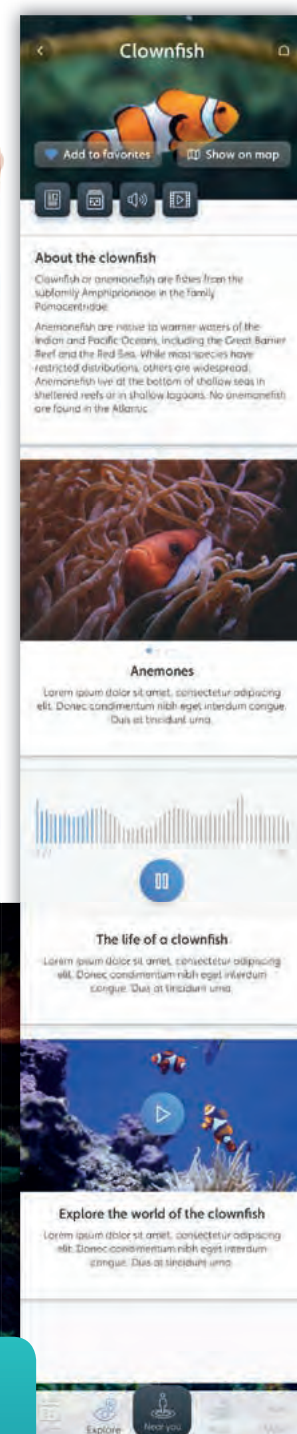 Clownfish
Add to favorites
Show on map
About the clownfish
Clownfish or anemonefish are fishes from the
subfamily Amphiprioninae in the family
Pomacentridae.
Anemonefish are native to warmer waters of the
Indian and Pacific Oceans, including the Great Barrier
Reef and the Red Sea. While most species have
restricted distributions, others are widespread.
Anemonefish live at the bottom of shallow seas in
sheltered reefs or in shallow lagoons. No anemonefish
are found in the Atlantic.
Anemones
Lorem ipsum dolor sit amet, consectetur adipiscing
elit. Donec condimentum nibh eget interdum congue.
Duis at tincidunt urna.
The life of a clownfish
Lorem ipsum dolor sit amet, consectetur adipiscing
elit. Donec condimentum nibh eget interdum
congue. Duis at tincidunt urna.
Explore the world of the clownfish
Lorem ipsum dolor sit amet, consectetur adipiscing
elit. Donec condimentum nibh eget interdum
congue. Duis at tincidunt urna.
Explore
Near you